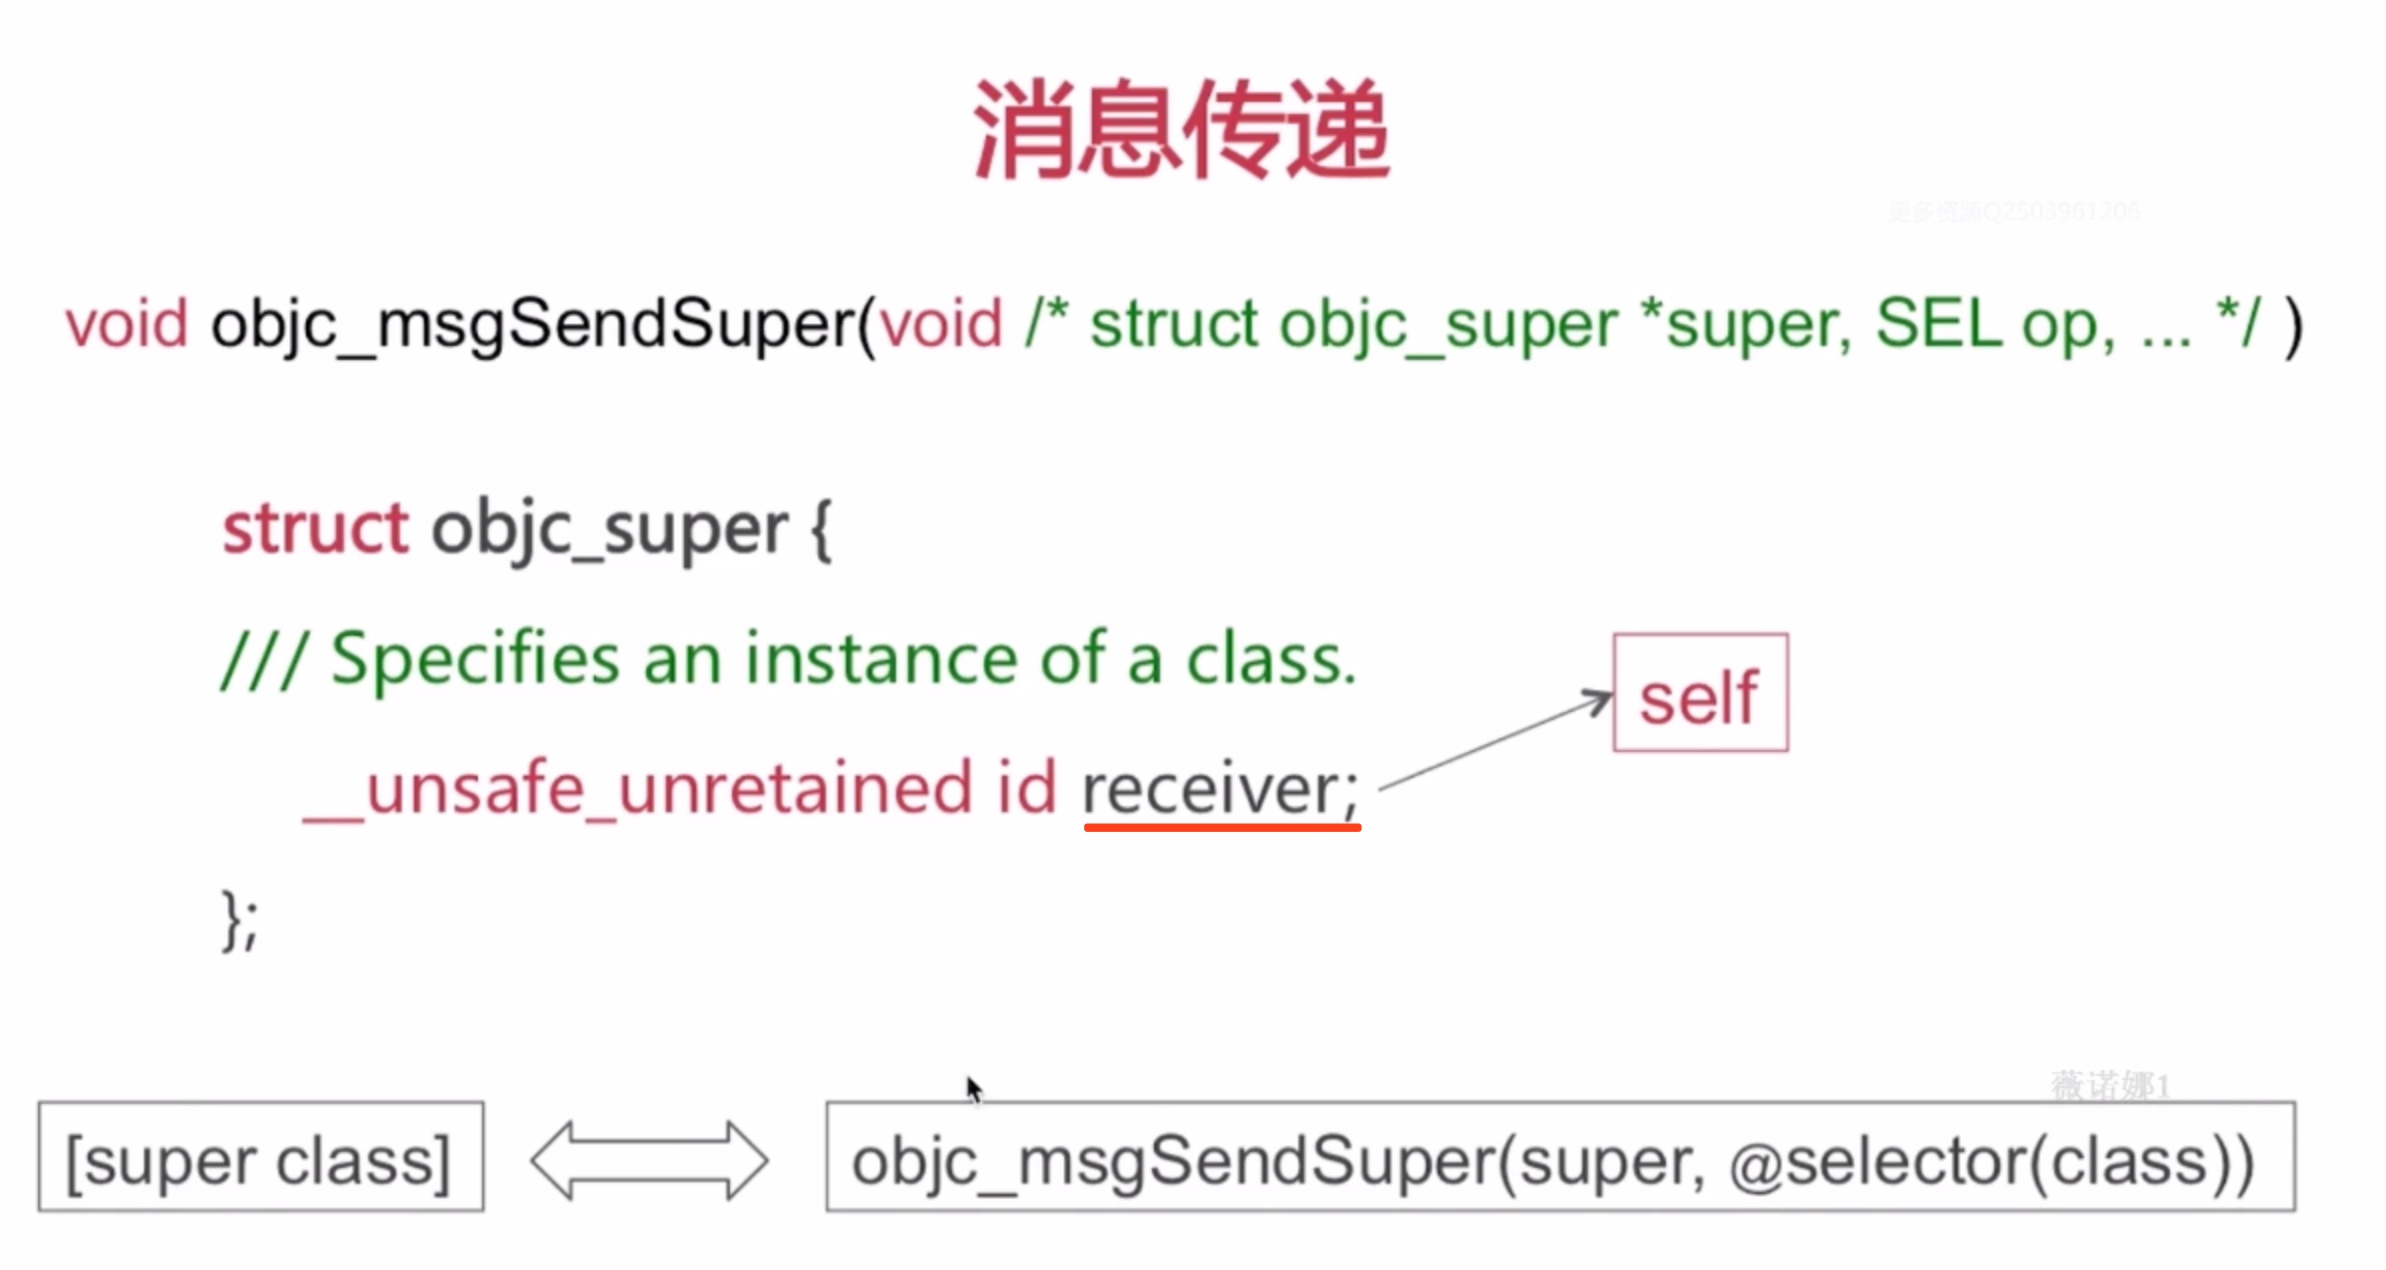 消息传递
更多资源Q2503961206
void objc_msgSendSuper(void /* struct objc_super *super, SEL op, ... */ )
struct objc_super {
/// Specifies an instance of a class.
__unsafe_unretained id receiver;
self
};
薇诺娜1
[super class]
objc_msgSendSuper(super, @selector(class))